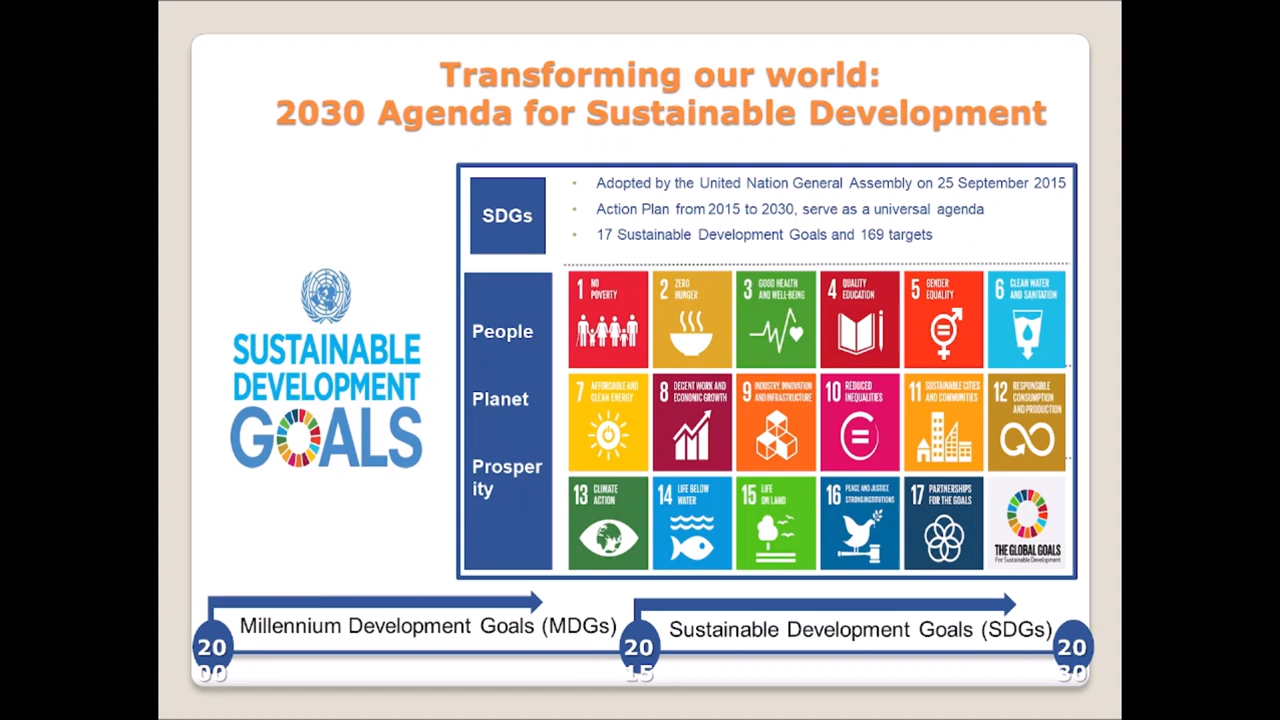 Transforming our world:
2030 Agenda for Sustainable Development
SDGs
• Adopted by the United Nation General Assembly on 25 September 2015
• Action Plan from 2015 to 2030, serve as a universal agenda
• 17 Sustainable Development Goals and 169 targets
SUSTAINABLE
DEVELOPMENT
GOALS
People
Planet
Prosper
ity
1 NO
POVERTY
2 ZERO
HUNGER
3 GOOD HEALTH
AND WELL-BEING
4 QUALITY
EDUCATION
5 GENDER
EQUALITY
6 CLEAN WATER
AND SANITATION
7 AFFORDABLE AND
CLEAN ENERGY
8 DECENT WORK AND
ECONOMIC GROWTH
9 INDUSTRY, INNOVATION
AND INFRASTRUCTURE
10 REDUCED
INEQUALITIES
11 SUSTAINABLE CITIES
AND COMMUNITIES
12 RESPONSIBLE
CONSUMPTION
AND PRODUCTION
13 CLIMATE
ACTION
14 LIFE BELOW
WATER
15 LIFE
ON LAND
16 PEACE AND JUSTICE
STRONG INSTITUTIONS
17 PARTNERSHIPS
FOR THE GOALS
THE GLOBAL GOALS
For Sustainable Development
Millennium Development Goals (MDGs)
Sustainable Development Goals (SDGs)
20
00
20
15
20
30